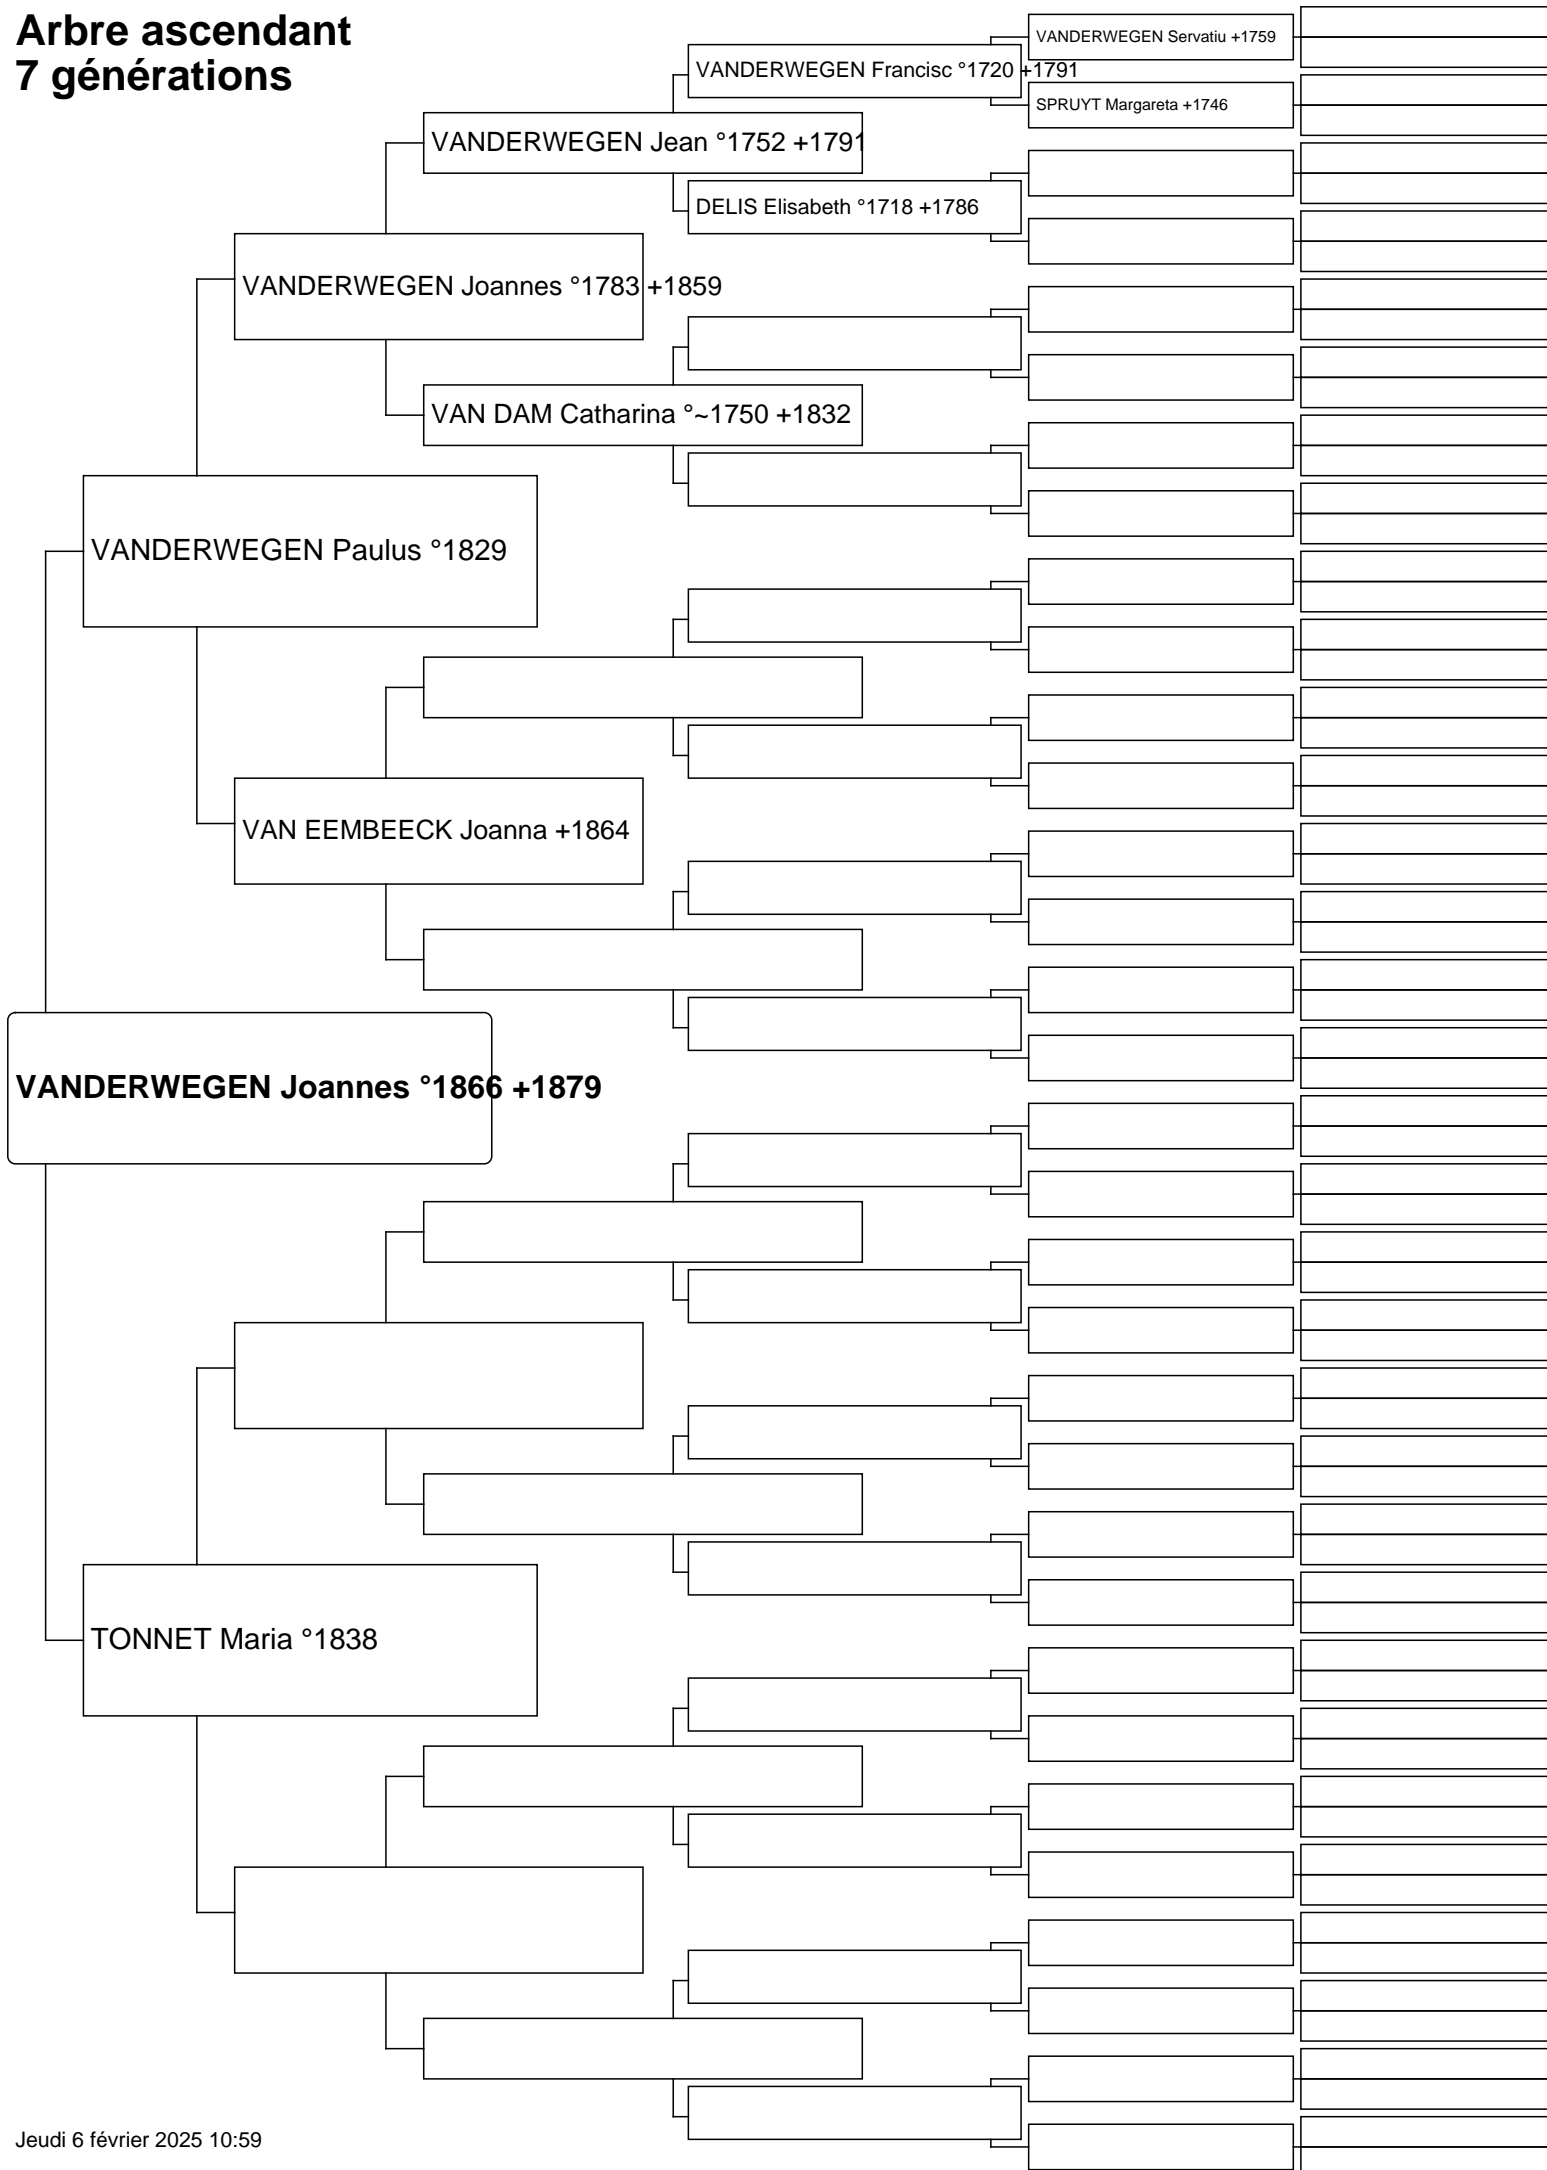 Arbre ascendant
7 générations
VANDERWEGEN Servatiu +1759
VANDERWEGEN Francisc °1720 +1791
SPRUYT Margareta +1746
VANDERWEGEN Jean °1752 +1791
DELIS Elisabeth °1718 +1786
VANDERWEGEN Joannes °1783 +1859
VAN DAM Catharina °~1750 +1832
VANDERWEGEN Paulus °1829
VAN EEMBEECK Joanna +1864
VANDERWEGEN Joannes °1866 +1879
TONNET Maria °1838
Jeudi 6 février 2025 10:59